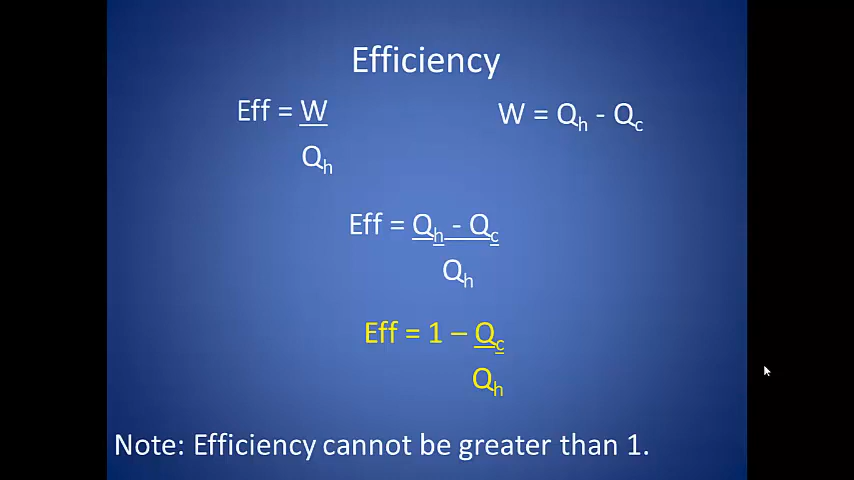 Efficiency
Eff = W
Qh
W = Qh - Qc
Eff = Qh - Qc
Qh
Eff = 1 – Qc
Qh
Note: Efficiency cannot be greater than 1.